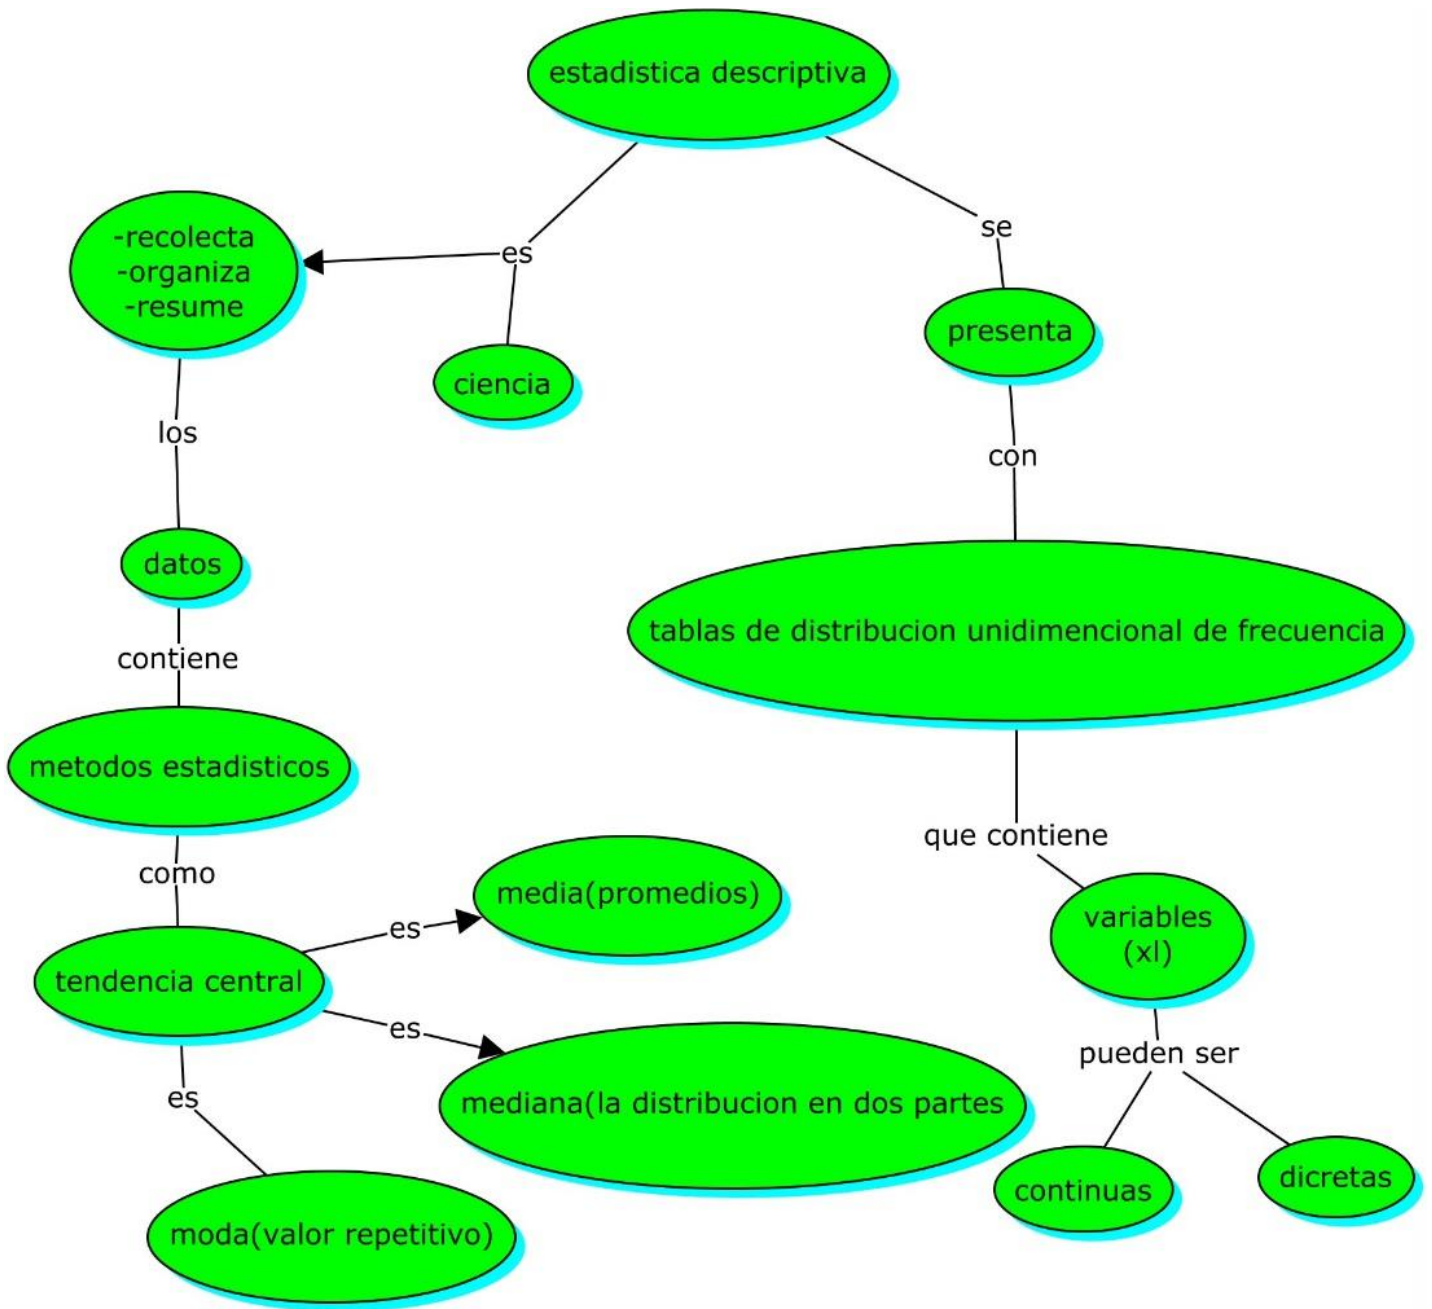 estadistica descriptiva
es
-recolecta
-organiza
-resume
ciencia
los
datos
contiene
metodos estadisticos
como
tendencia central
es
media(promedios)
es
mediana(la distribucion en dos partes
es
moda(valor repetitivo)
se
presenta
con
tablas de distribucion unidimencional de frecuencia
que contiene
variables
(xl)
pueden ser
continuas
dicretas